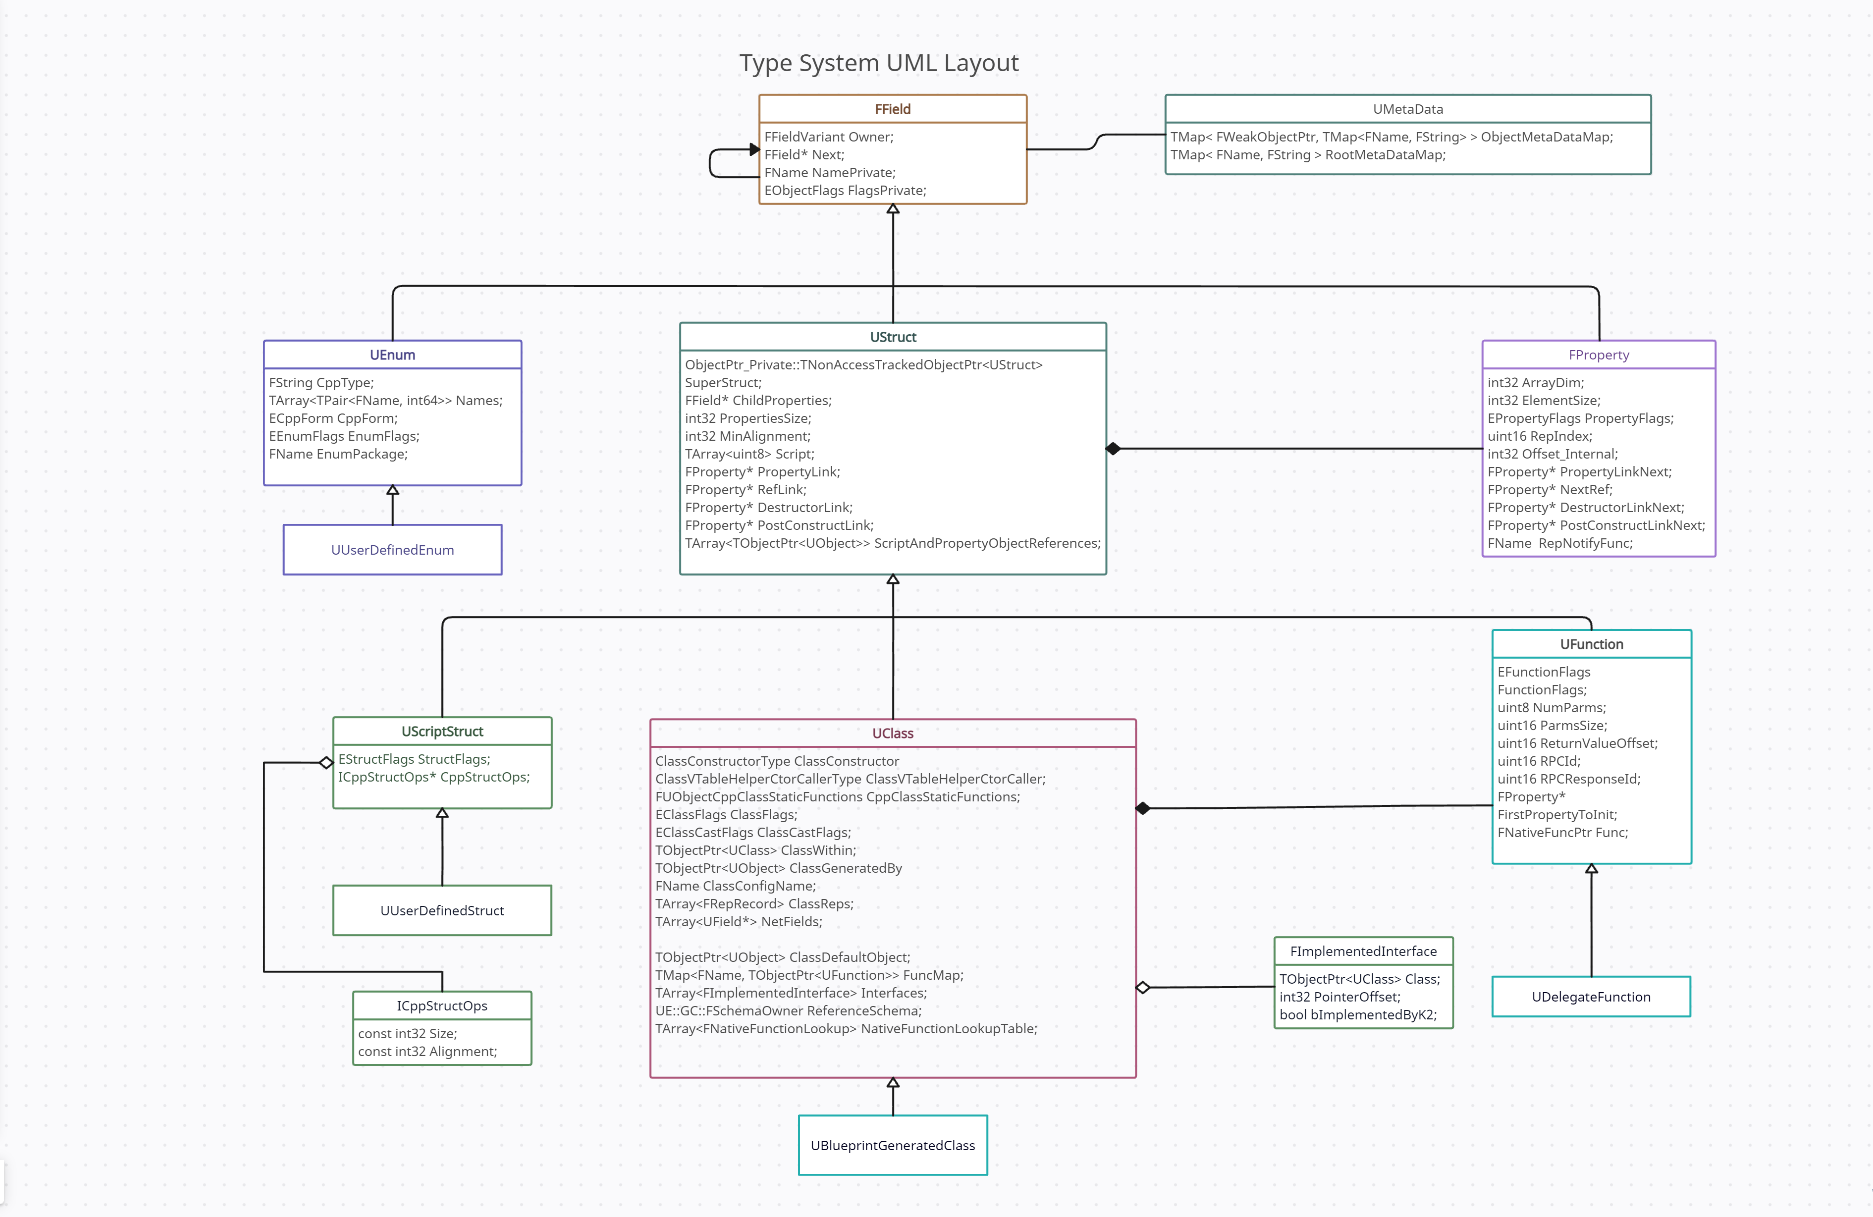 Type System UML Layout
FField
FFieldVariant Owner;
FField* Next;
FName NamePrivate;
EObjectFlags FlagsPrivate;
UMetaData
TMap< FWeakObjectPtr, TMap<FName, FString> > ObjectMetaDataMap;
TMap< FName, FString > RootMetaDataMap;
UEnum
FString CppType;
TArray<TPair<FName, int64>> Names;
ECppForm CppForm;
EEnumFlags EnumFlags;
FName EnumPackage;
UUserDefinedEnum
UStruct
ObjectPtr_Private::TNonAccessTrackedObjectPtr<UStruct>
SuperStruct;
FField* ChildProperties;
int32 PropertiesSize;
int32 MinAlignment;
TArray<uint8> Script;
FProperty* PropertyLink;
FProperty* RefLink;
FProperty* DestructorLink;
FProperty* PostConstructLink;
TArray<TObjectPtr<UObject>> ScriptAndPropertyObjectReferences;
FProperty
int32 ArrayDim;
int32 ElementSize;
EPropertyFlags PropertyFlags;
uint16 RepIndex;
int32 Offset_Internal;
FProperty* PropertyLinkNext;
FProperty* NextRef;
FProperty* DestructorLinkNext;
FProperty* PostConstructLinkNext;
FName  RepNotifyFunc;
UScriptStruct
EStructFlags StructFlags;
ICppStructOps* CppStructOps;
UUserDefinedStruct
ICppStructOps
const int32 Size;
const int32 Alignment;
UClass
ClassConstructorType ClassConstructor
ClassVTableHelperCtorCallerType ClassVTableHelperCtorCaller;
FUObjectCppClassStaticFunctions CppClassStaticFunctions;
EClassFlags ClassFlags;
EClassCastFlags ClassCastFlags;
TObjectPtr<UClass> ClassWithin;
TObjectPtr<UObject> ClassGeneratedBy
FName ClassConfigName;
TArray<FRepRecord> ClassReps;
TArray<UField*> NetFields;
TObjectPtr<UObject> ClassDefaultObject;
TMap<FName, TObjectPtr<UFunction>> FuncMap;
TArray<FImplementedInterface> Interfaces;
UE::GC::FSchemaOwner ReferenceSchema;
TArray<FNativeFunctionLookup> NativeFunctionLookupTable;
UBlueprintGeneratedClass
UFunction
EFunctionFlags
FunctionFlags;
uint8 NumParms;
uint16 ParmsSize;
uint16 ReturnValueOffset;
uint16 RPCId;
uint16 RPCResponseId;
FProperty*
FirstPropertyToInit;
FNativeFuncPtr Func;
FImplementedInterface
TObjectPtr<UClass> Class;
int32 PointerOffset;
bool bImplementedByK2;
UDelegateFunction